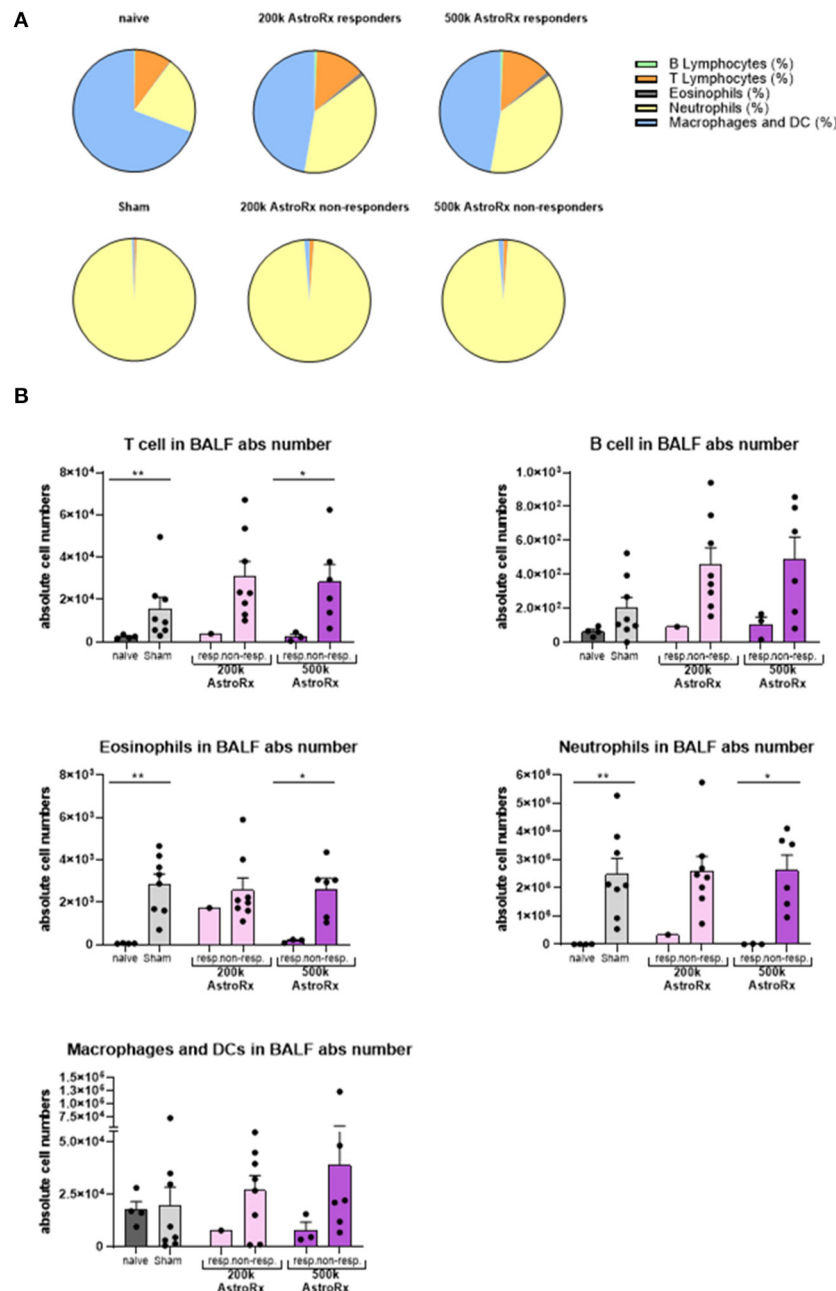 A
naive
200k AstroRx responders
500k AstroRx responders
B Lymphocytes (%)
T Lymphocytes (%)
Eosinophils (%)
Neutrophils (%)
Macrophages and DC (%)
Sham
200k AstroRx non-responders
500k AstroRx non-responders
B
T cell in BALF abs number
absolute cell numbers
8×10⁴
6×10⁴
4×10⁴
2×10⁴
0
**
*
naive Sham resp.non-resp. resp.non-resp.
200k AstroRx
500k AstroRx
B cell in BALF abs number
absolute cell numbers
1.0×10³
8.0×10²
6.0×10²
4.0×10²
2.0×10²
0
naive Sham resp.non-resp. resp.non-resp.
200k AstroRx
500k AstroRx
Eosinophils in BALF abs number
absolute cell numbers
8×10³
6×10³
4×10³
2×10³
0
**
*
naive Sham resp.non-resp. resp.non-resp.
200k AstroRx
500k AstroRx
Neutrophils in BALF abs number
absolute cell numbers
6×10⁶
5×10⁶
4×10⁶
3×10⁶
2×10⁶
1×10⁶
0
**
*
naive Sham resp.non-resp. resp.non-resp.
200k AstroRx
500k AstroRx
Macrophages and DCs in BALF abs number
absolute cell numbers
1.5×10⁵
1.3×10⁵
1.0×10⁵
7.5×10⁴
5.0×10⁴
2.5×10⁴
0
naive Sham resp.non-resp. resp.non-resp.
200k AstroRx
500k AstroRx